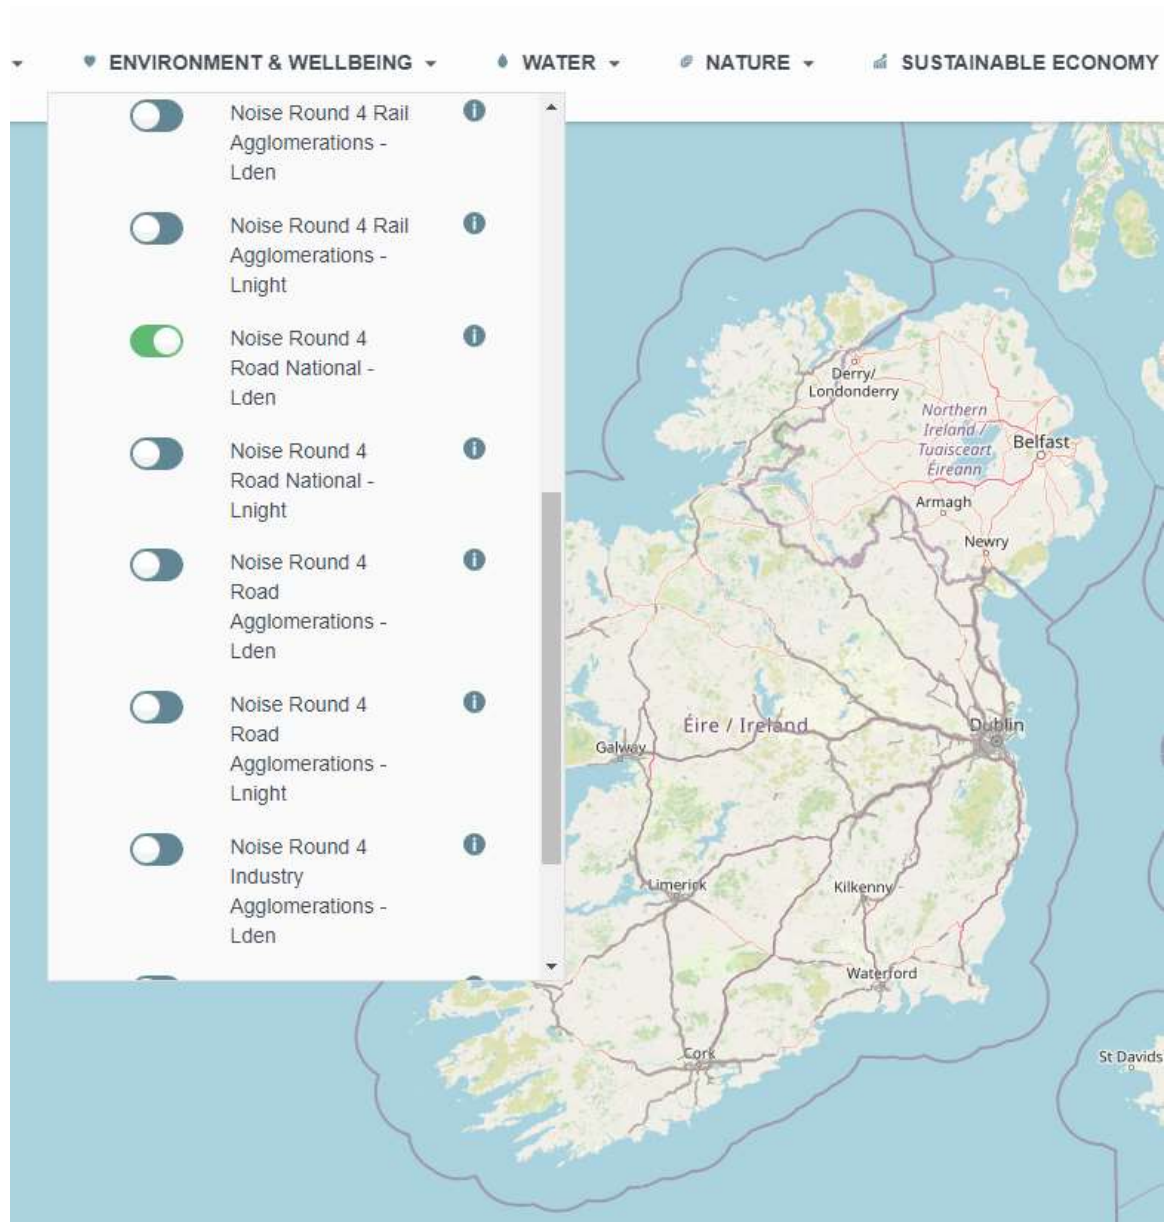 ENVIRONMENT & WELLBEING
WATER
NATURE
SUSTAINABLE ECONOMY
Noise Round 4 Rail
Agglomerations -
Lden
Noise Round 4 Rail
Agglomerations -
Lnight
Noise Round 4
Road National -
Lden
Noise Round 4
Road National -
Lnight
Noise Round 4
Road
Agglomerations -
Lden
Noise Round 4
Road
Agglomerations -
Lnight
Noise Round 4
Industry
Agglomerations -
Lden
Derry/
Londonderry
Northern
Ireland /
Tuaisceart
Éireann
Belfast
Armagh
Newry
Éire / Ireland
Dublin
Galway
Limerick
Kilkenny
Waterford
Cork
St Davids